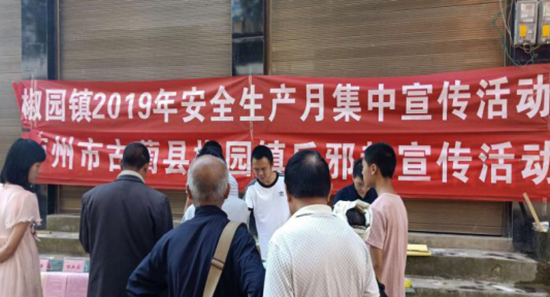 椒园镇2019年安全生产月集中宣传活动
州市古蔺县椒园镇反邪宣传活动